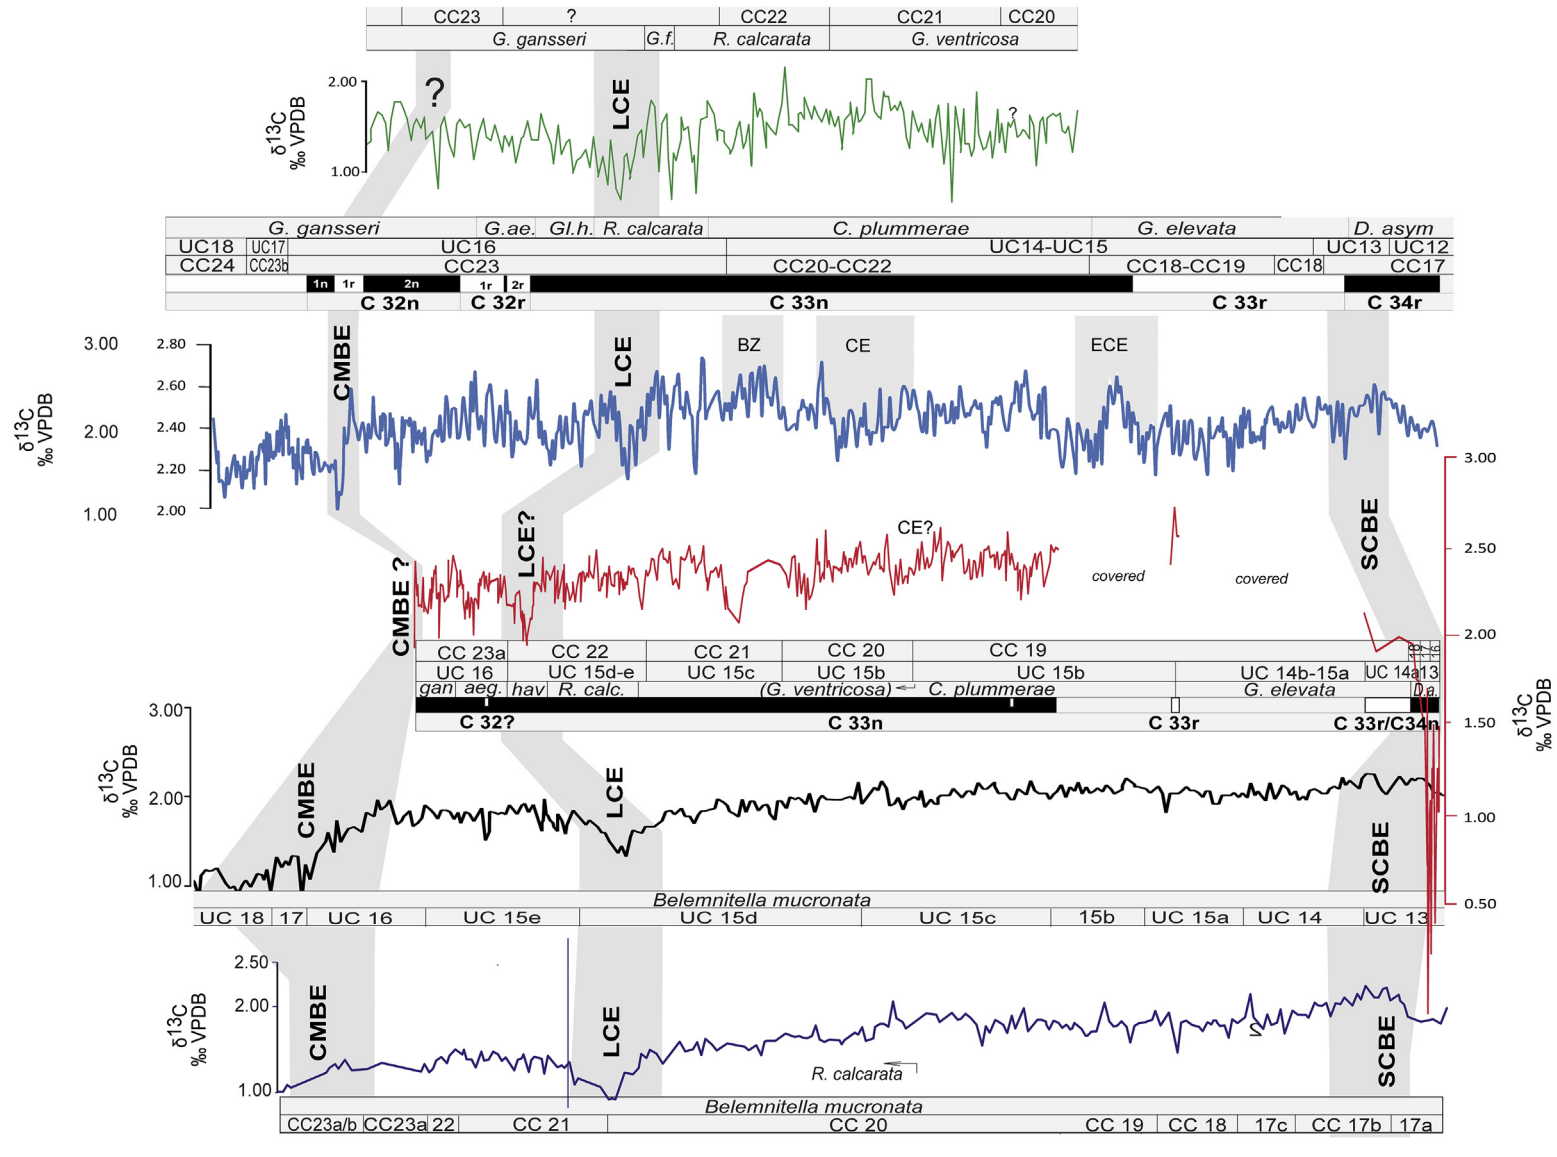 CC23 ? CC22 CC21 CC20
G. gansseri G.f. R. calcarata G. ventricosa
2.00
1.00
δ13C
‰ VPDB
?
LCE
?
G. gansseri G.ae. Gl.h. R. calcarata C. plummerae G. elevata D. asym
UC18 UC17 UC16 UC14-UC15 UC13 UC12
CC24 CC23b CC23 CC20-CC22 CC18-CC19 CC18 CC17
1n 1r 2n 1r 2r
C 32n C 32r C 33n C 33r C 34r
3.00
2.00
1.00
δ13C
‰ VPDB
2.80
2.60
2.40
2.20
2.00
CMBE
LCE
BZ
CE
ECE
SCBE
CMBE ?
LCE?
CE?
covered
covered
3.00
2.50
2.00
1.50
1.00
0.50
δ13C
‰ VPDB
CC 23a CC 22 CC 21 CC 20 CC 19 18 17 16
UC 16 UC 15d-e UC 15c UC 15b UC 15b UC 14b-15a UC 14a 13
gan aeg. hav R. calc. (G. ventricosa) C. plummerae G. elevata D.a.
C 32? C 33n C 33r C 33r/C34n
3.00
2.00
1.00
δ13C
‰ VPDB
CMBE
LCE
SCBE
Belemnitella mucronata
UC 18 17 UC 16 UC 15e UC 15d UC 15c 15b UC 15a UC 14 UC 13
2.50
2.00
1.00
δ13C
‰ VPDB
CMBE
LCE
R. calcarata
SCBE
Belemnitella mucronata
CC23a/b CC23a 22 CC 21 CC 20 CC 19 CC 18 17c CC 17b 17a